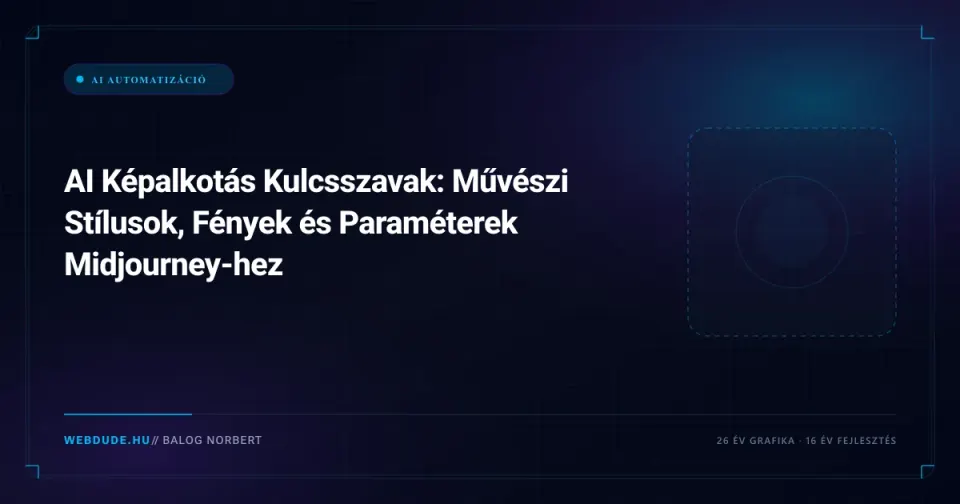 AI AUTOMATIZÁCIÓ
AI Képalkotás Kulcsszavak: Művészi
Stílusok, Fények és Paraméterek
Midjourney-hez
WEBDUDE.HU// BALOG NORBERT
26 ÉV GRAFIKA · 16 ÉV FEJLESZTÉS